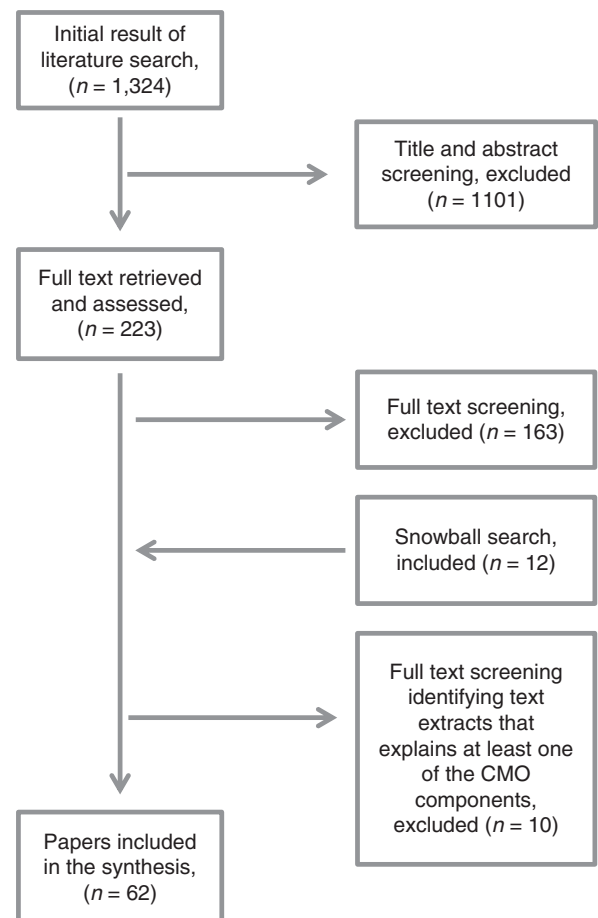 Initial result of
literature search,
(n = 1,324)
Title and abstract
screening, excluded
(n = 1101)
Full text retrieved
and assessed,
(n = 223)
Full text screening,
excluded (n = 163)
Snowball search,
included (n = 12)
Full text screening
identifying text
extracts that
explains at least one
of the CMO
components,
excluded (n = 10)
Papers included
in the synthesis,
(n = 62)